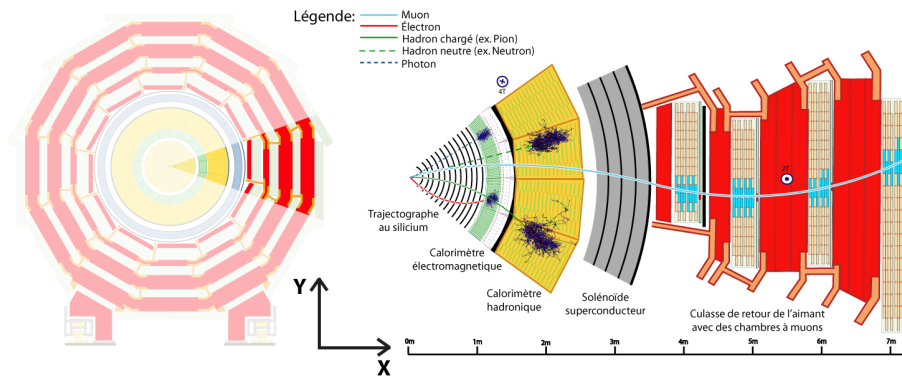 Légende:
Muon
Électron
Hadron chargé (ex. Pion)
Hadron neutre (ex. Neutron)
Photon
4T
2T
Trajectographe
au silicium
Calorimètre
électromagnetique
Calorimètre
hadronique
Solénoïde
superconducteur
Culasse de retour de l'aimant
avec des chambres à muons
Y
X
0m 1m 2m 3m 4m 5m 6m 7m